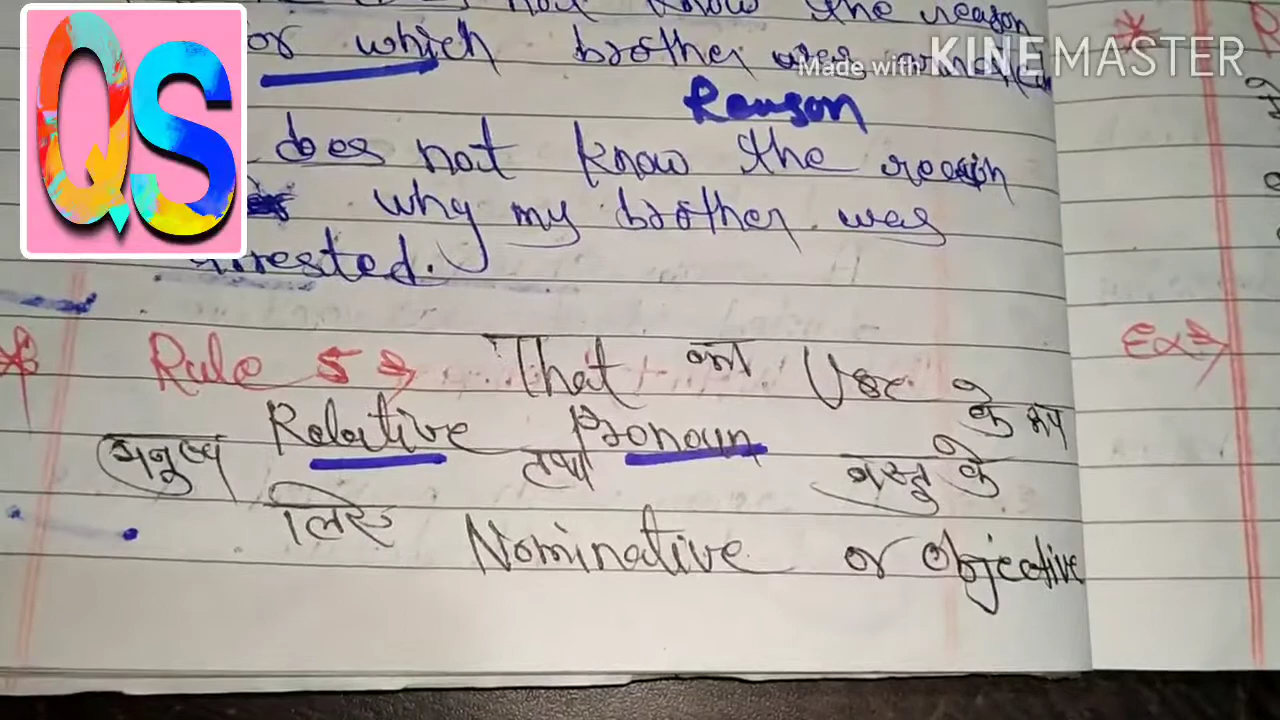 not know the reason
or which brother was
Made with KINEMASTER
Reason
does not know the reason
why my brother was
arrested.
QS
* Rule 5 → That का Use
Relative Pronoun के रूप
मनुष्य तथा वस्तु के
लिए Nominative or Objective
*
Ex →